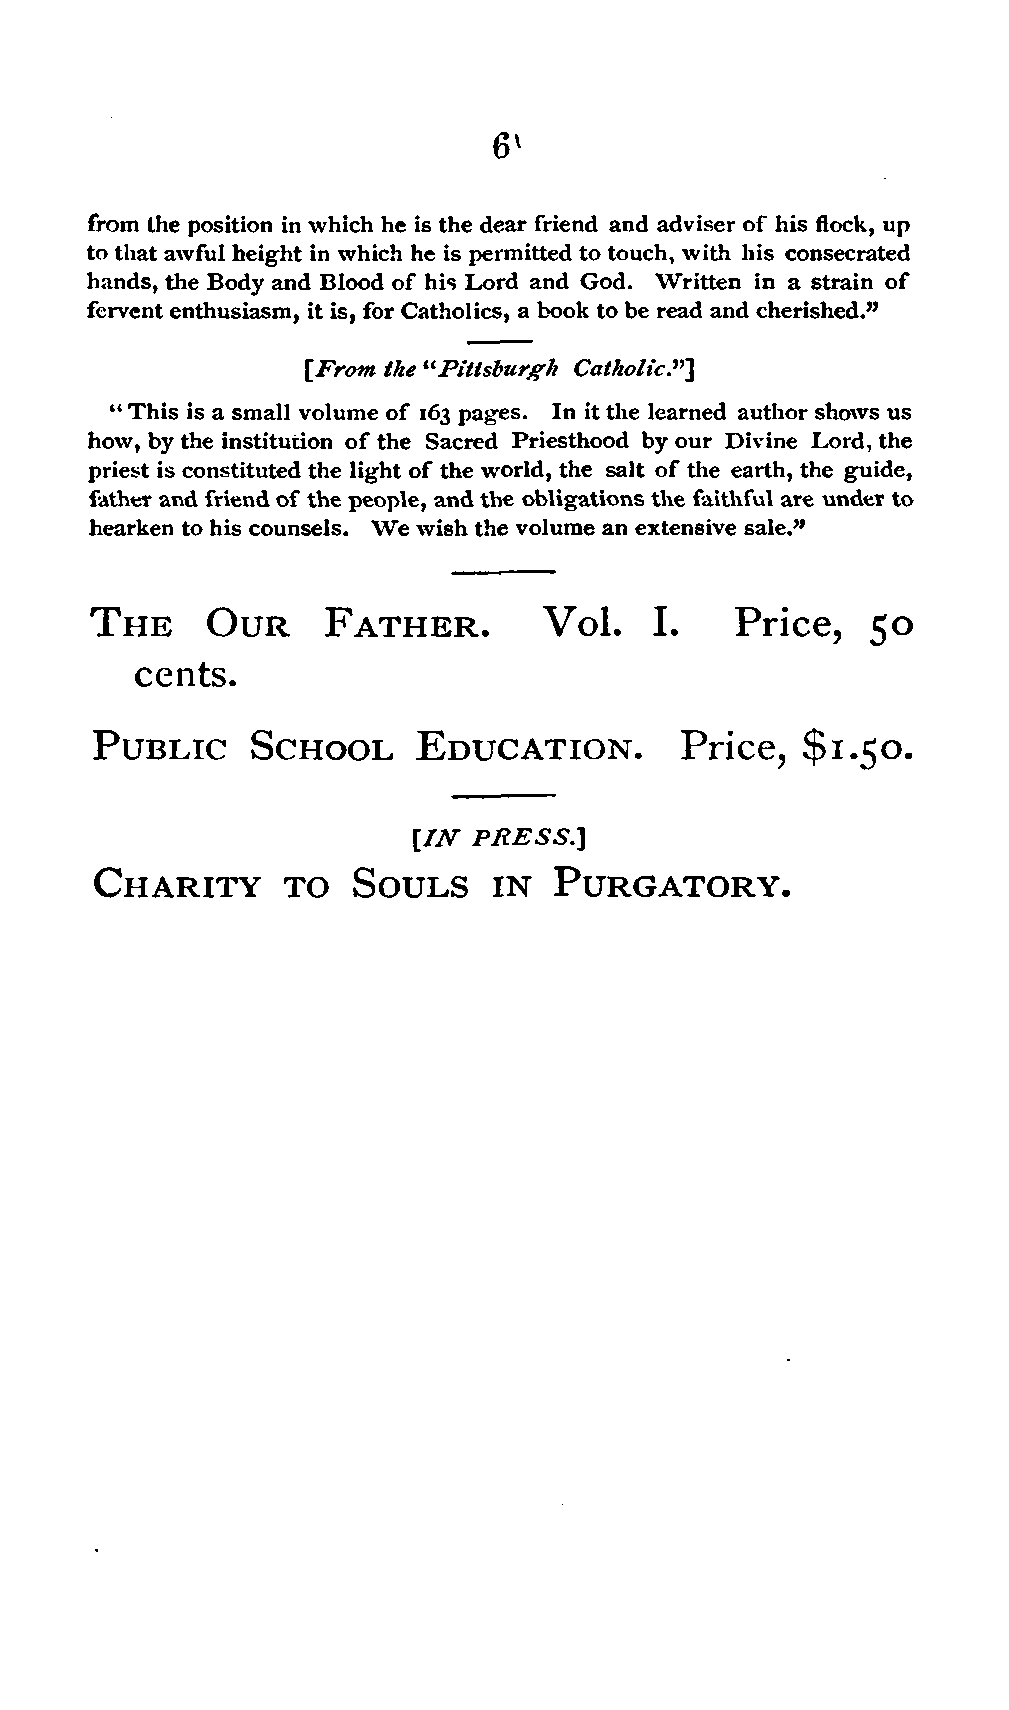 6
from the position in which he is the dear friend and adviser of his flock, up
to that awful height in which he is permitted to touch, with his consecrated
hands, the Body and Blood of his Lord and God. Written in a strain of
fervent enthusiasm, it is, for Catholics, a book to be read and cherished."
[From the "Pittsburgh Catholic."]
"This is a small volume of 163 pages. In it the learned author shows us
how, by the institution of the Sacred Priesthood by our Divine Lord, the
priest is constituted the light of the world, the salt of the earth, the guide,
father and friend of the people, and the obligations the faithful are under to
hearken to his counsels. We wish the volume an extensive sale."
THE OUR FATHER. Vol. I. Price, 50
cents.
PUBLIC SCHOOL EDUCATION. Price, $1.50.
[IN PRESS.]
CHARITY TO SOULS IN PURGATORY.